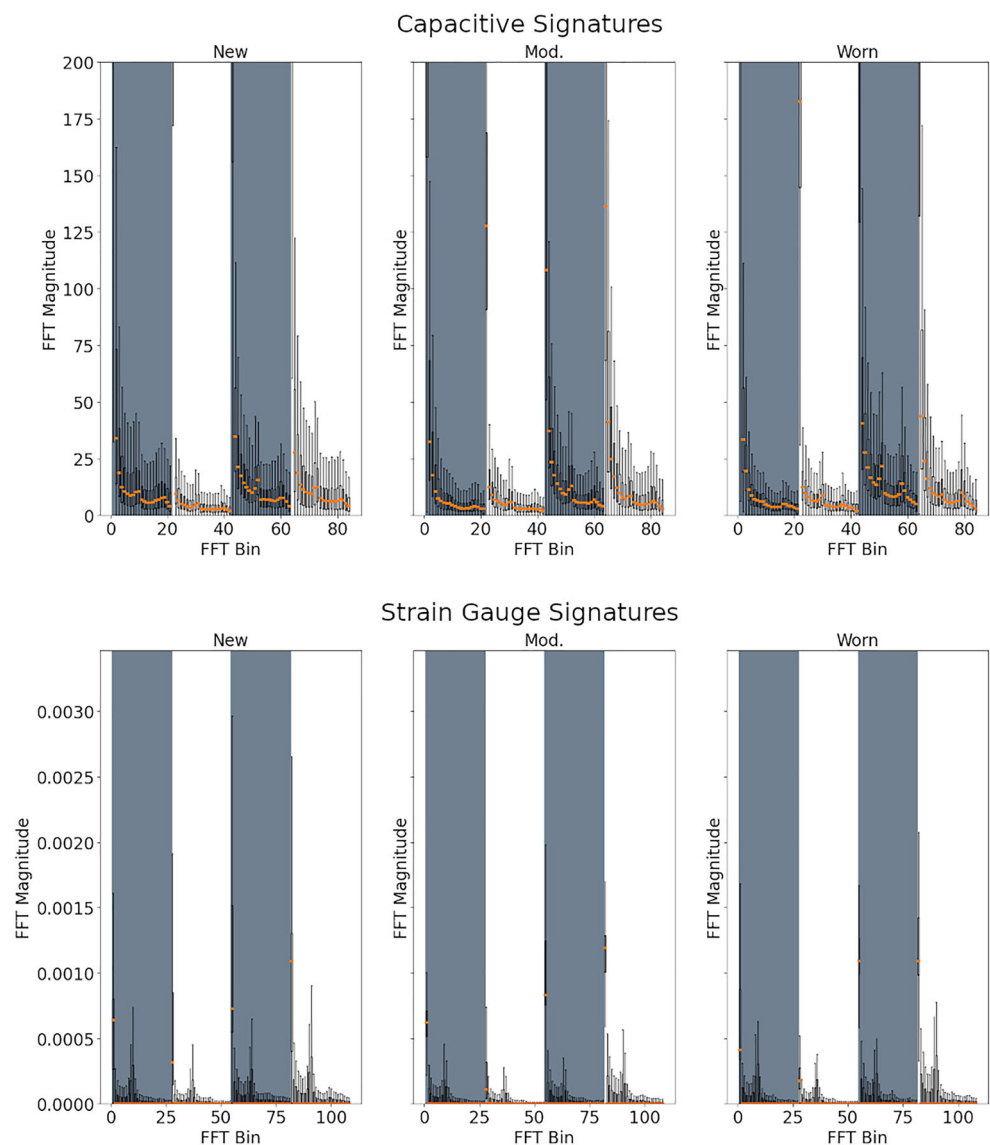 Capacitive Signatures
New
Mod.
Worn
FFT Magnitude
200
175
150
125
100
75
50
25
0
0 20 40 60 80
FFT Bin
FFT Magnitude
0 20 40 60 80
FFT Bin
FFT Magnitude
0 20 40 60 80
FFT Bin
Strain Gauge Signatures
New
Mod.
Worn
FFT Magnitude
0.0030
0.0025
0.0020
0.0015
0.0010
0.0005
0.0000
0 25 50 75 100
FFT Bin
FFT Magnitude
0 25 50 75 100
FFT Bin
FFT Magnitude
0 25 50 75 100
FFT Bin